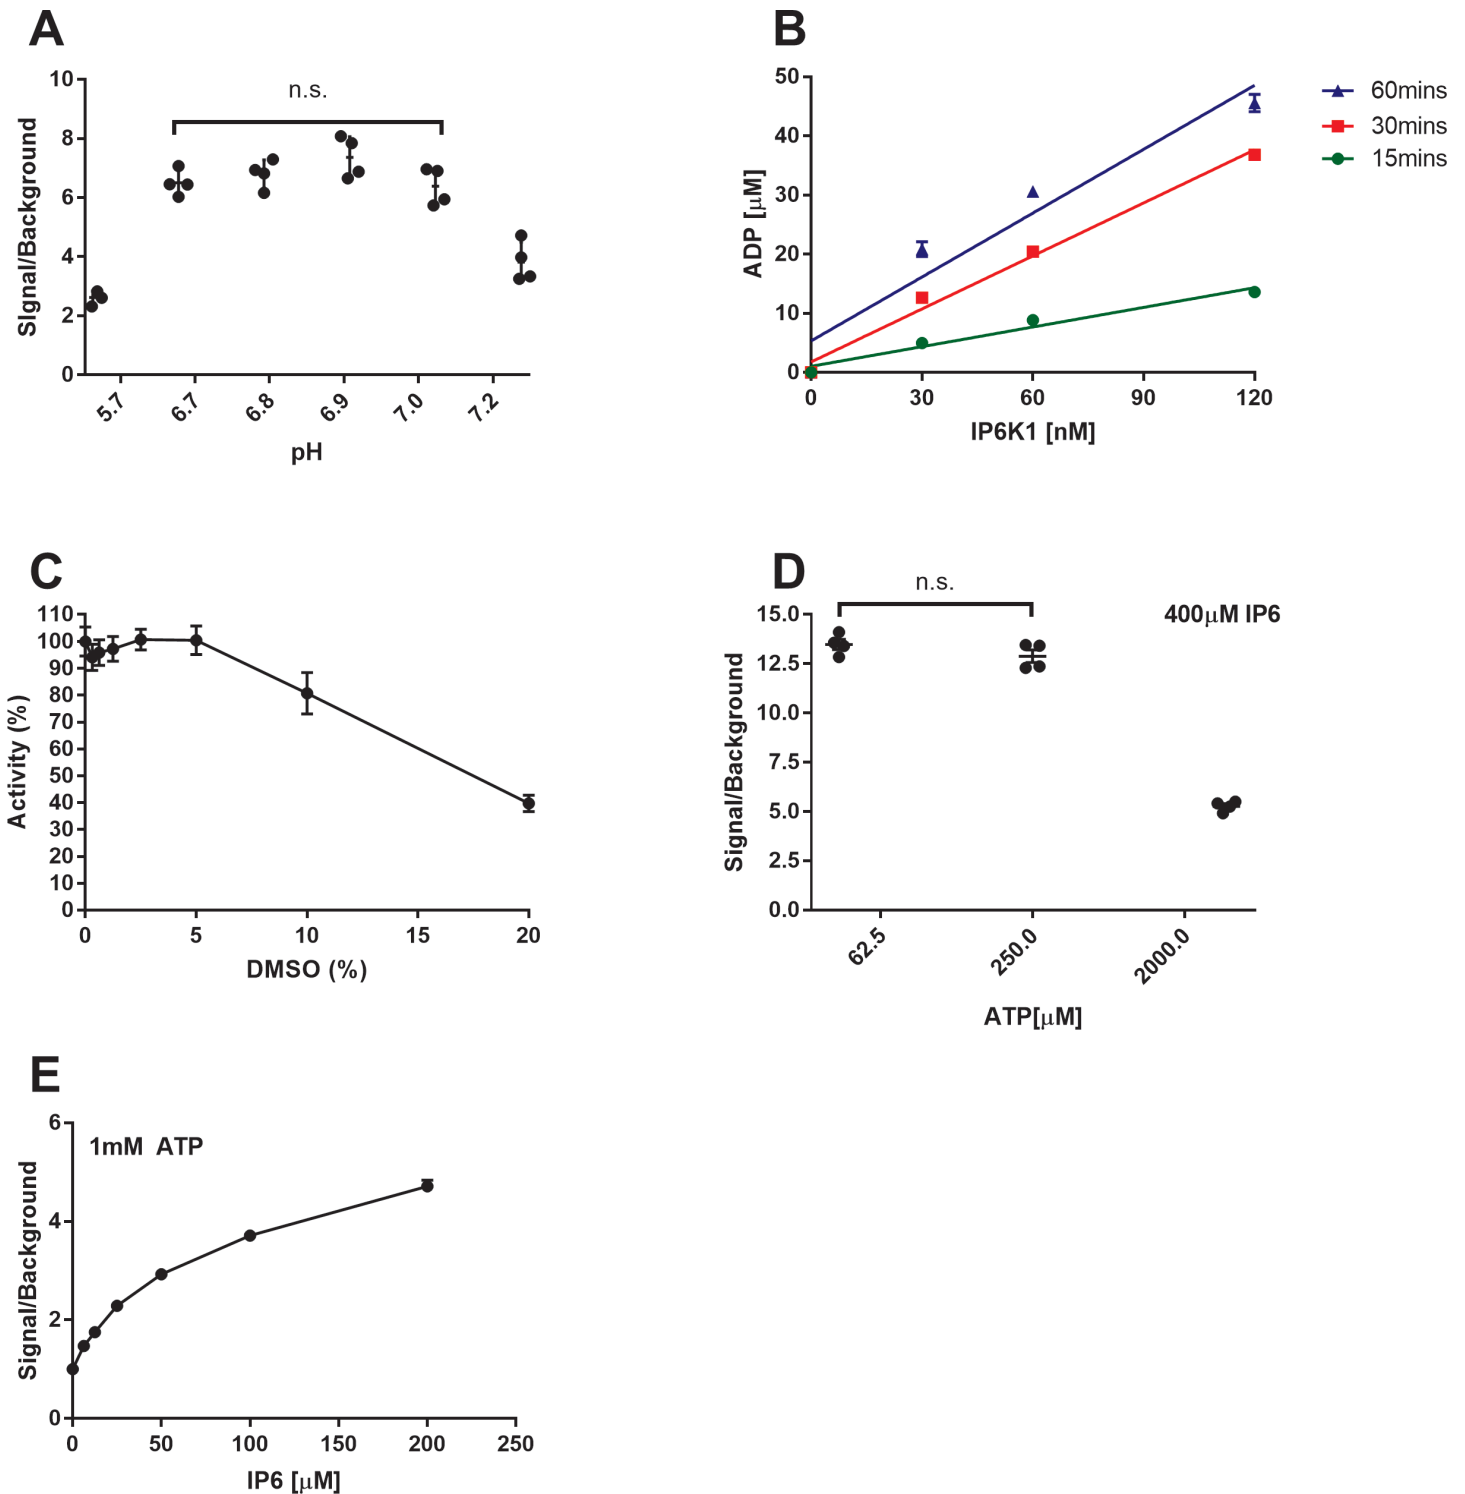 A
n.s.
10
8
6
4
2
0
SIgnal/Background
5.7 6.7 6.8 6.9 7.0 7.2
pH
B
50
40
30
20
10
0
ADP [μM]
0 30 60 90 120
IP6K1 [nM]
60mins
30mins
15mins
C
110
100
90
80
70
60
50
40
30
20
10
0
Activity (%)
0 5 10 15 20
DMSO (%)
D
n.s.
400μM IP6
15.0
12.5
10.0
7.5
5.0
2.5
0.0
Signal/Background
62.5 250.0 2000.0
ATP[μM]
E
1mM ATP
6
4
2
0
Signal/Background
0 50 100 150 200 250
IP6 [μM]